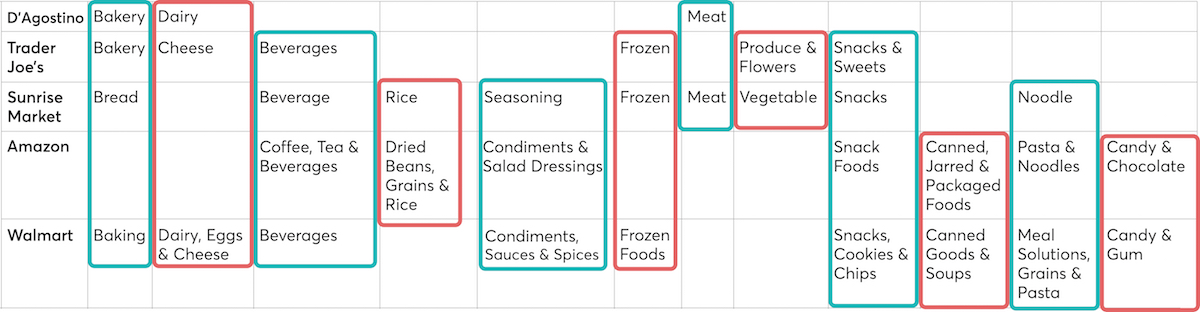 D'Agostino Bakery Dairy Meat
Trader Bakery Cheese Beverages Frozen Produce & Snacks &
Joe's Flowers Sweets
Sunrise Bread Beverage Rice Seasoning Frozen Meat Vegetable Snacks Noodle
Market
Amazon Coffee, Tea & Dried Condiments & Snack Canned, Pasta & Candy &
Beverages Beans, Salad Dressings Foods Jarred & Noodles Chocolate
Grains & Packaged
Rice Foods
Walmart Baking Dairy, Eggs Beverages Condiments, Frozen Snacks, Canned Meal Candy &
& Cheese Sauces & Spices Foods Cookies & Goods & Solutions, Gum
Chips Soups Grains &
Pasta